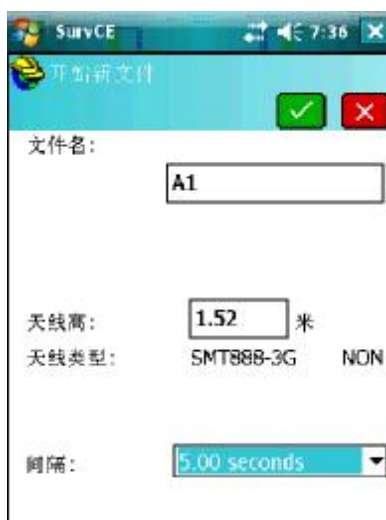 SurvCE 7:36
开始新文件
文件名:
A1
天线高: 1.52 米
天线类型: SMT888-3G NON
间隔: 5.00 seconds